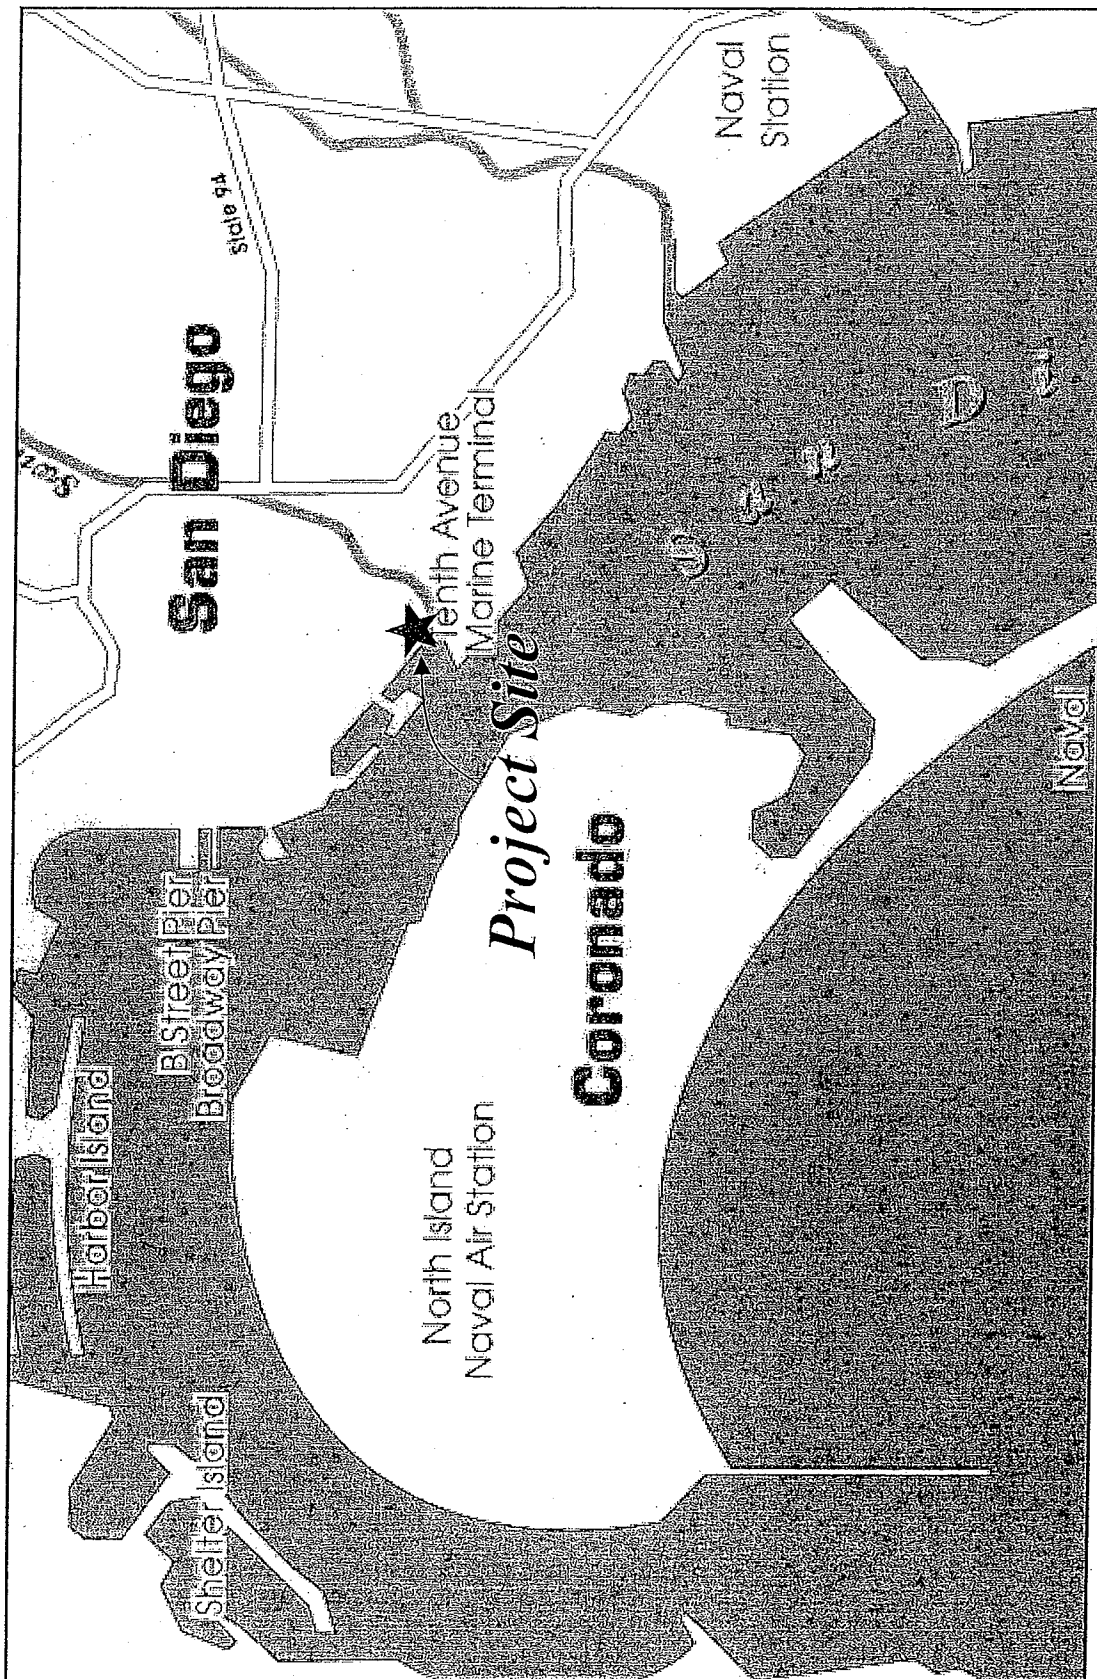 Harbor Island
Shelter Island
B Street Pier
Broadway Pier
San Diego
State 94
Tenth Avenue
Marine Terminal
Project Site
North Island
Naval Air Station
Coronado
Naval
Station
Naval